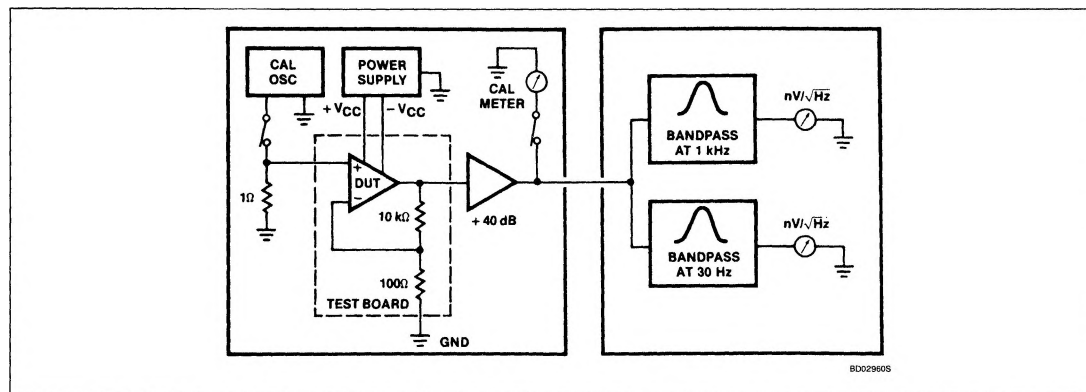 CAL
OSC
POWER
SUPPLY
+ VCC
− VCC
CAL
METER
1Ω
+
DUT
−
10 kΩ
100Ω
TEST BOARD
GND
+ 40 dB
BANDPASS
AT 1 kHz
nV/√Hz
BANDPASS
AT 30 Hz
nV/√Hz
BD02960S